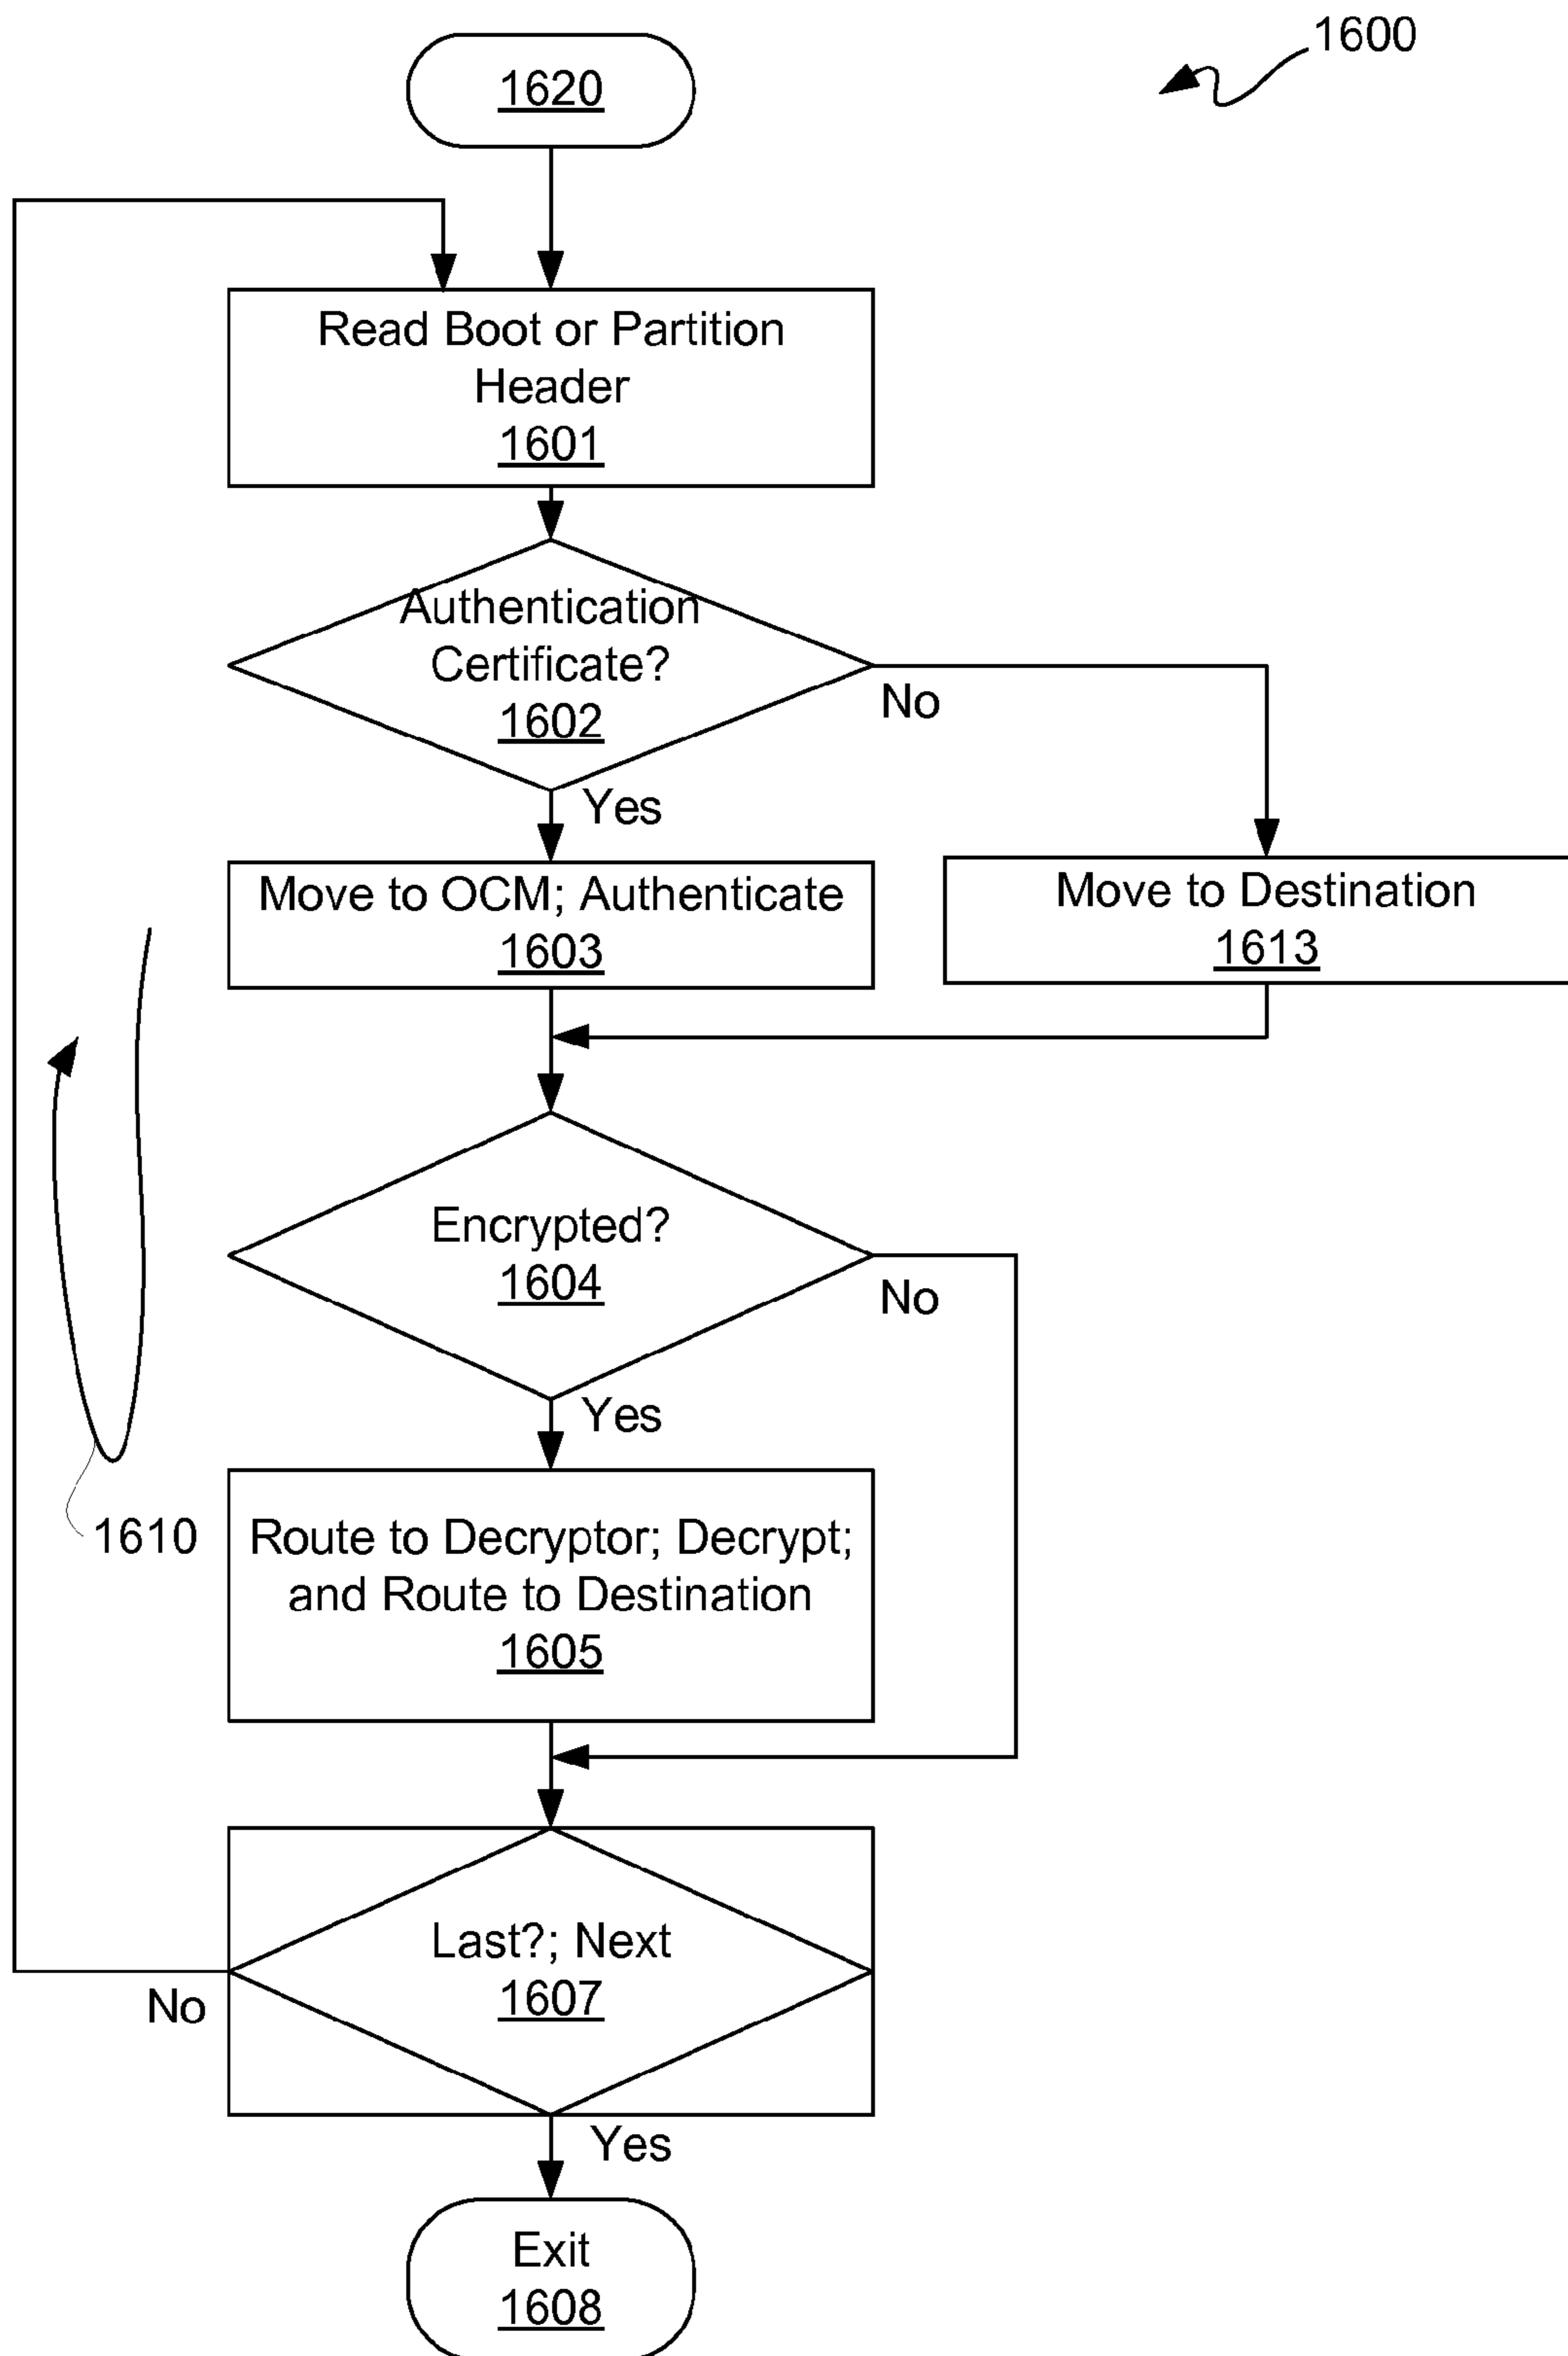 1600
1620
Read Boot or Partition
Header
1601
Authentication
Certificate?
1602
No
Yes
Move to OCM; Authenticate
1603
Move to Destination
1613
Encrypted?
1604
No
Yes
Route to Decryptor; Decrypt;
and Route to Destination
1605
1610
Last?; Next
1607
No
Yes
Exit
1608